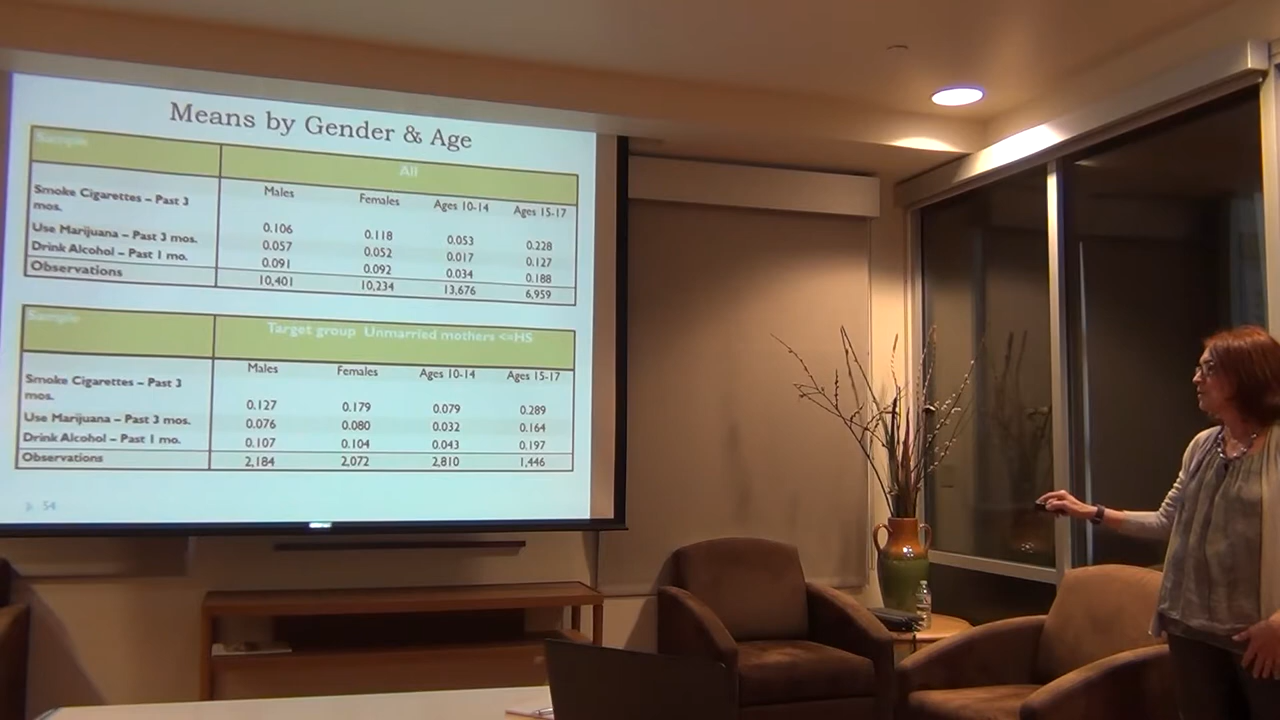 Means by Gender & Age
Sample All
Males Females Ages 10-14 Ages 15-17
Smoke Cigarettes – Past 3
mos. 0.106 0.118 0.053 0.228
Use Marijuana – Past 3 mos. 0.057 0.052 0.017 0.127
Drink Alcohol – Past 1 mo. 0.091 0.092 0.034 0.188
Observations 10,401 10,234 13,676 6,959
Sample Target group Unmarried mothers <=HS
Males Females Ages 10-14 Ages 15-17
Smoke Cigarettes – Past 3
mos. 0.127 0.179 0.079 0.289
Use Marijuana – Past 3 mos. 0.076 0.080 0.032 0.164
Drink Alcohol – Past 1 mo. 0.107 0.104 0.043 0.197
Observations 2,184 2,072 2,810 1,446
54